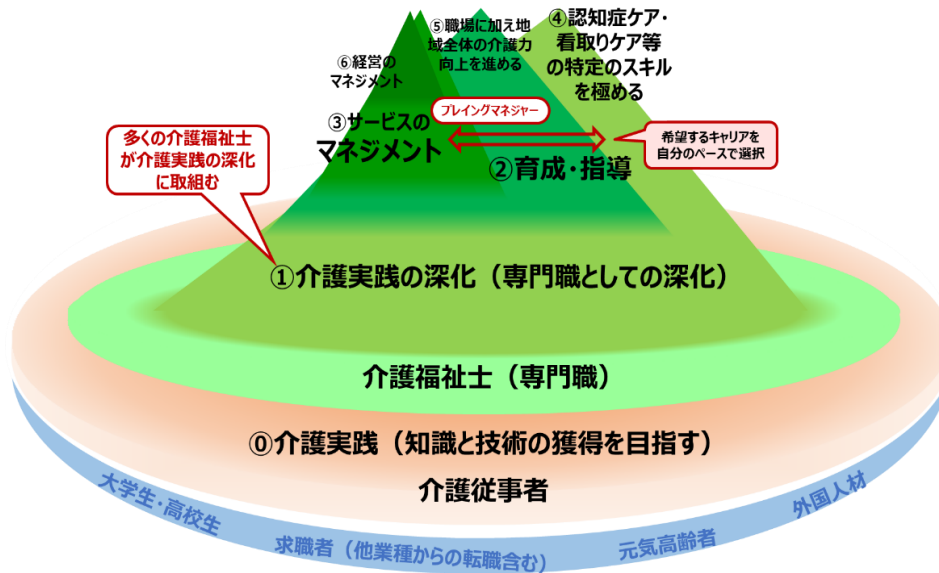 ④認知症ケア・
看取りケア等
の特定のスキル
を極める
⑤職場に加え地
域全体の介護力
向上を進める
⑥経営の
マネジメント
プレイングマネジャー
③サービスの
マネジメント
希望するキャリアを
自分のペースで選択
多くの介護福祉士
が介護実践の深化
に取組む
②育成・指導
①介護実践の深化（専門職としての深化）
介護福祉士（専門職）
⓪介護実践（知識と技術の獲得を目指す）
介護従事者
大学生・高校生
求職者（他業種からの転職含む）
元気高齢者
外国人材